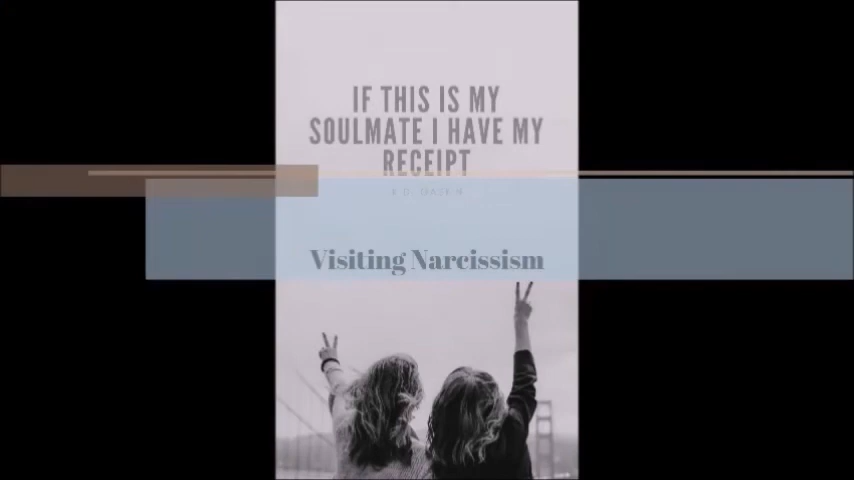 IF THIS IS MY
SOULMATE I HAVE MY
RECEIPT
Visiting Narcissism